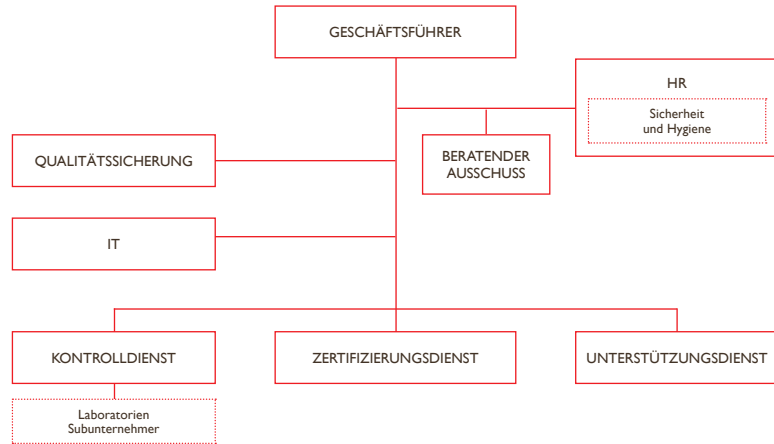 GESCHÄFTSFÜHRER
HR
Sicherheit
und Hygiene
QUALITÄTSSICHERUNG
BERATENDER
AUSSCHUSS
IT
KONTROLLDIENST
ZERTIFIZIERUNGSDIENST
UNTERSTÜTZUNGSDIENST
Laboratorien
Subunternehmer